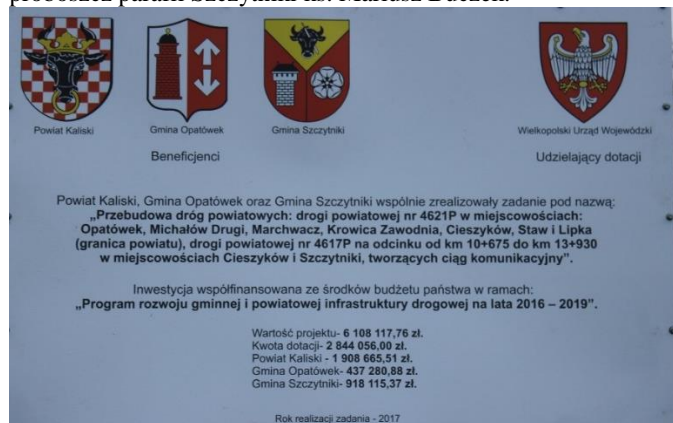 proboszcz parafii Szczytniki ks. Mariusz Buczek.
Powiat Kaliski
Gmina Opatówek
Gmina Szczytniki
Wielkopolski Urząd Wojewódzki
Beneficjenci
Udzielający dotacji
Powiat Kaliski, Gmina Opatówek oraz Gmina Szczytniki wspólnie zrealizowały zadanie pod nazwą:
„Przebudowa dróg powiatowych: drogi powiatowej nr 4621P w miejscowościach:
Opatówek, Michałów Drugi, Marchwacz, Krowica Zawodnia, Cieszyków, Staw i Lipka
(granica powiatu), drogi powiatowej nr 4617P na odcinku od km 10+675 do km 13+930
w miejscowościach Cieszyków i Szczytniki, tworzących ciąg komunikacyjny”.
Inwestycja współfinansowana ze środków budżetu państwa w ramach:
„Program rozwoju gminnej i powiatowej infrastruktury drogowej na lata 2016 – 2019”.
Wartość projektu- 6 108 117,76 zł.
Kwota dotacji- 2 844 056,00 zł.
Powiat Kaliski - 1 908 665,51 zł.
Gmina Opatówek- 437 280,88 zł.
Gmina Szczytniki- 918 115,37 zł.
Rok realizacji zadania - 2017